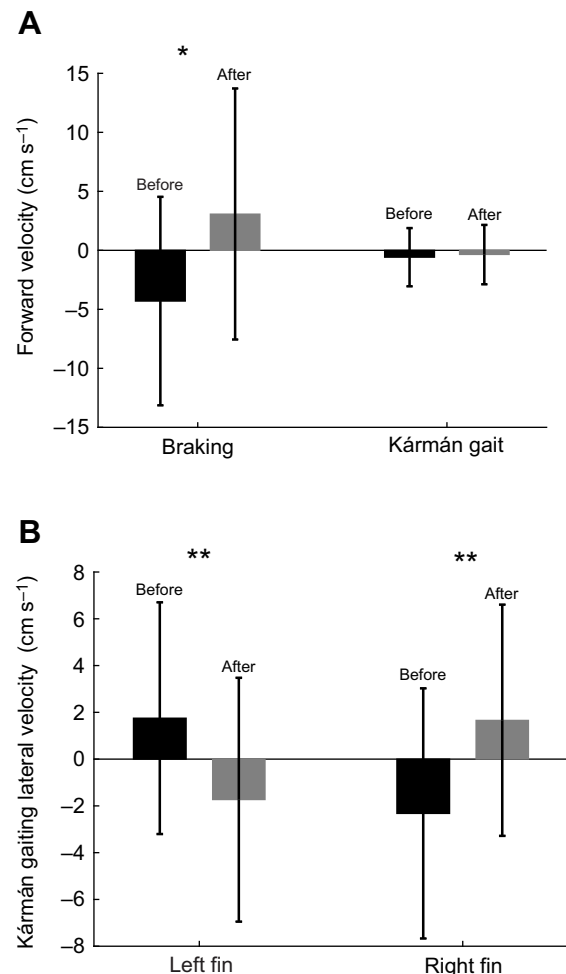 A
*
Forward velocity (cm s⁻¹)
15
10
5
0
–5
–10
–15
Before
After
Before
After
Braking
Kármán gait
B
**
**
Kármán gaiting lateral velocity (cm s⁻¹)
8
6
4
2
0
–2
–4
–6
–8
Before
After
Before
After
Left fin
Right fin